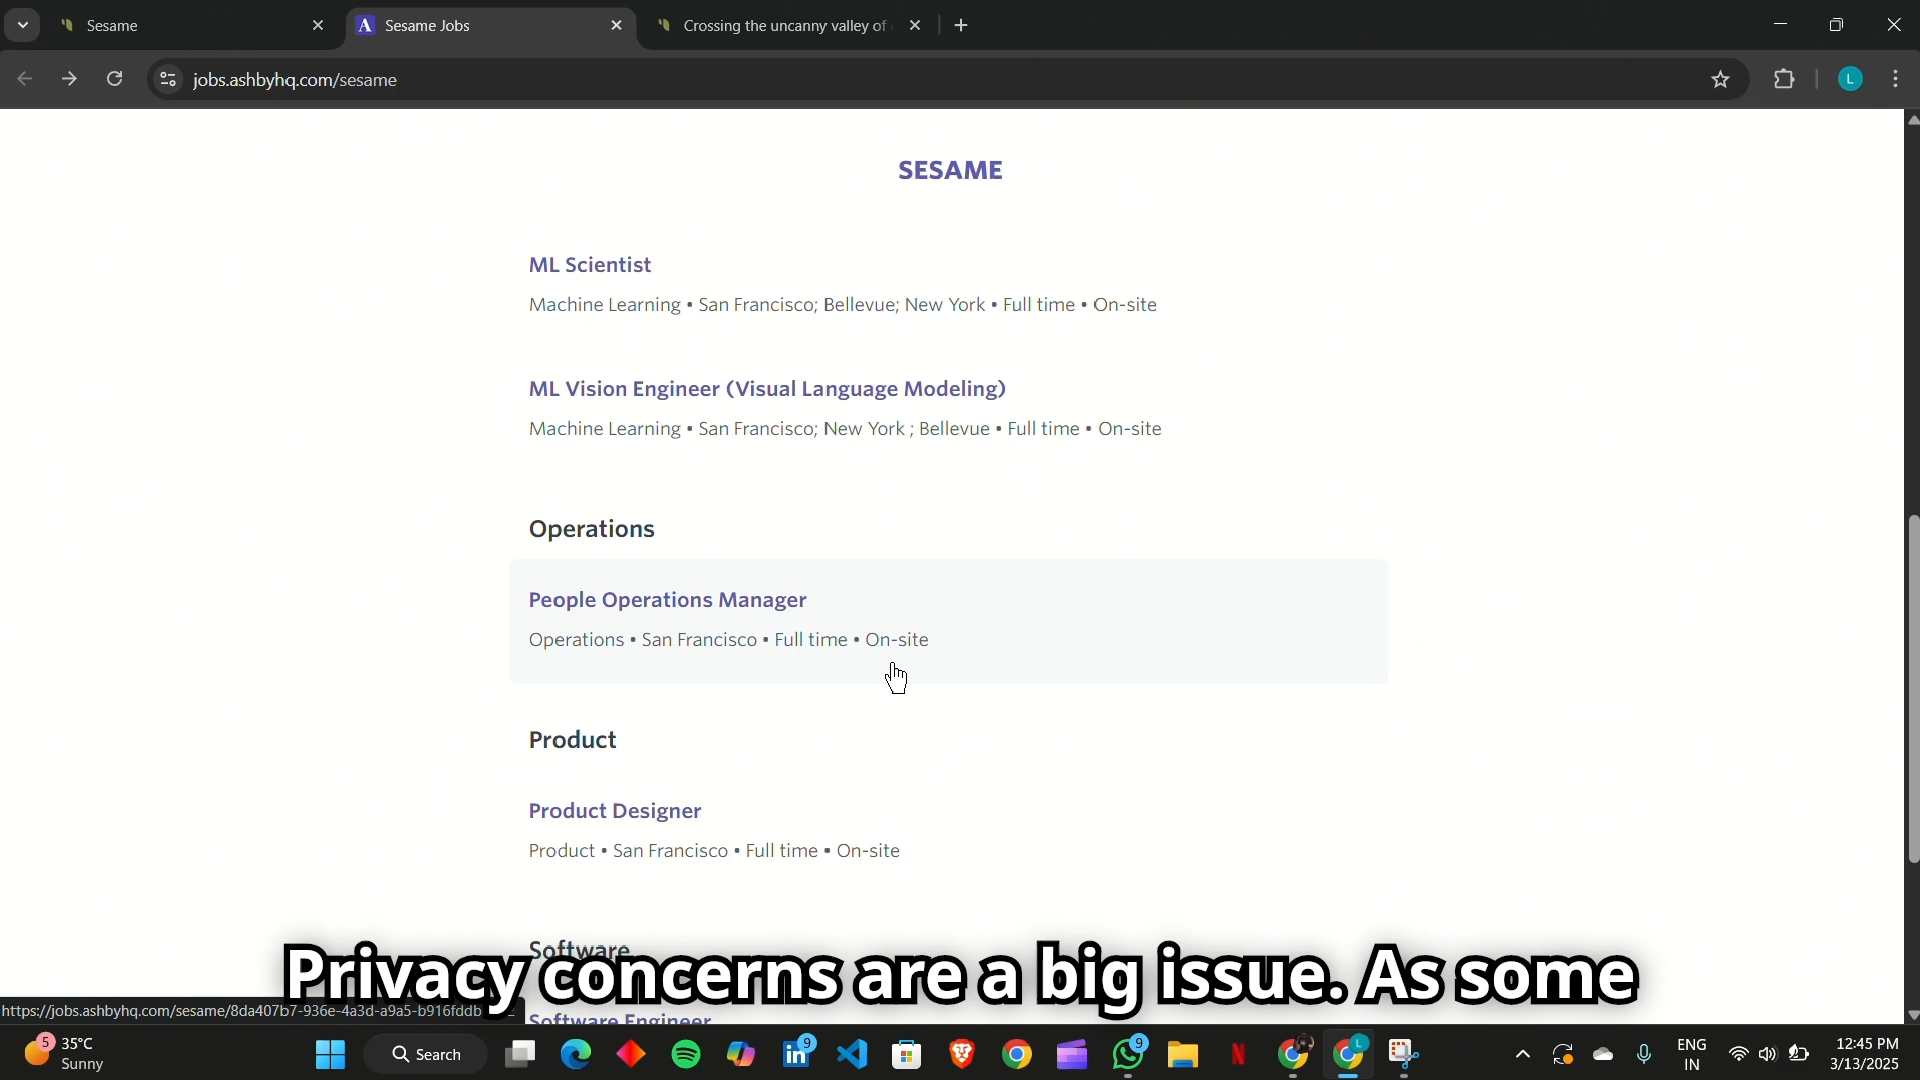 Sesame
Sesame Jobs
Crossing the uncanny valley of
jobs.ashbyhq.com/sesame
L
SESAME
ML Scientist
Machine Learning • San Francisco; Bellevue; New York • Full time • On-site
ML Vision Engineer (Visual Language Modeling)
Machine Learning • San Francisco; New York ; Bellevue • Full time • On-site
Operations
People Operations Manager
Operations • San Francisco • Full time • On-site
Product
Product Designer
Product • San Francisco • Full time • On-site
Software
Privacy concerns are a big issue. As some
https://jobs.ashbyhq.com/sesame/8da407b7-936e-4a3d-a9a5-b916fddb
Software Engineer
5
35°C
Sunny
Search
9
9
L
ENG
IN
12:45 PM
3/13/2025